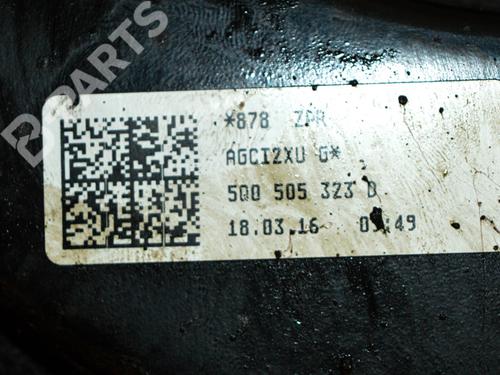 B-PARTS
*878 ZPR
AGCI2XU G*
5Q0 505 323 D
18.03.16